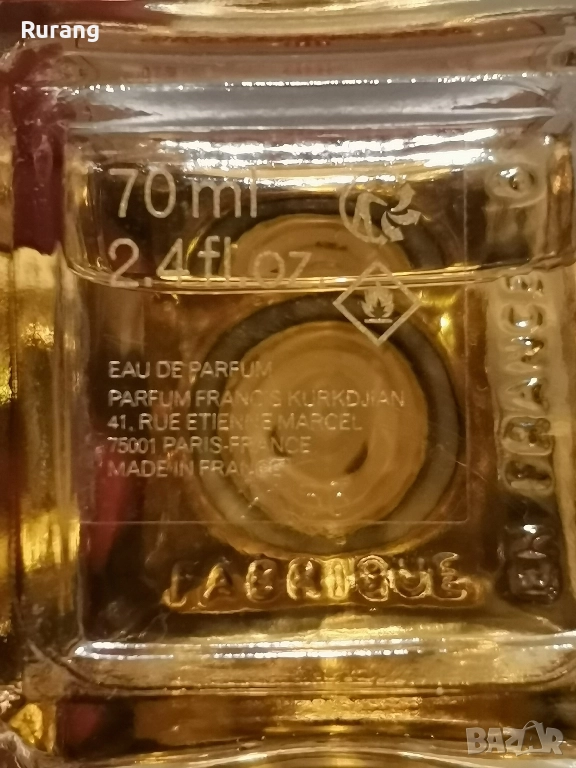 Rurang
70 ml
2.4 fl.oz.
EAU DE PARFUM
PARFUM FRANCIS KURKDJIAN
41, RUE ETIENNE MARCEL
75001 PARIS-FRANCE
MADE IN FRANCE
FABRIQUE
EN FRANCE
BAZAR